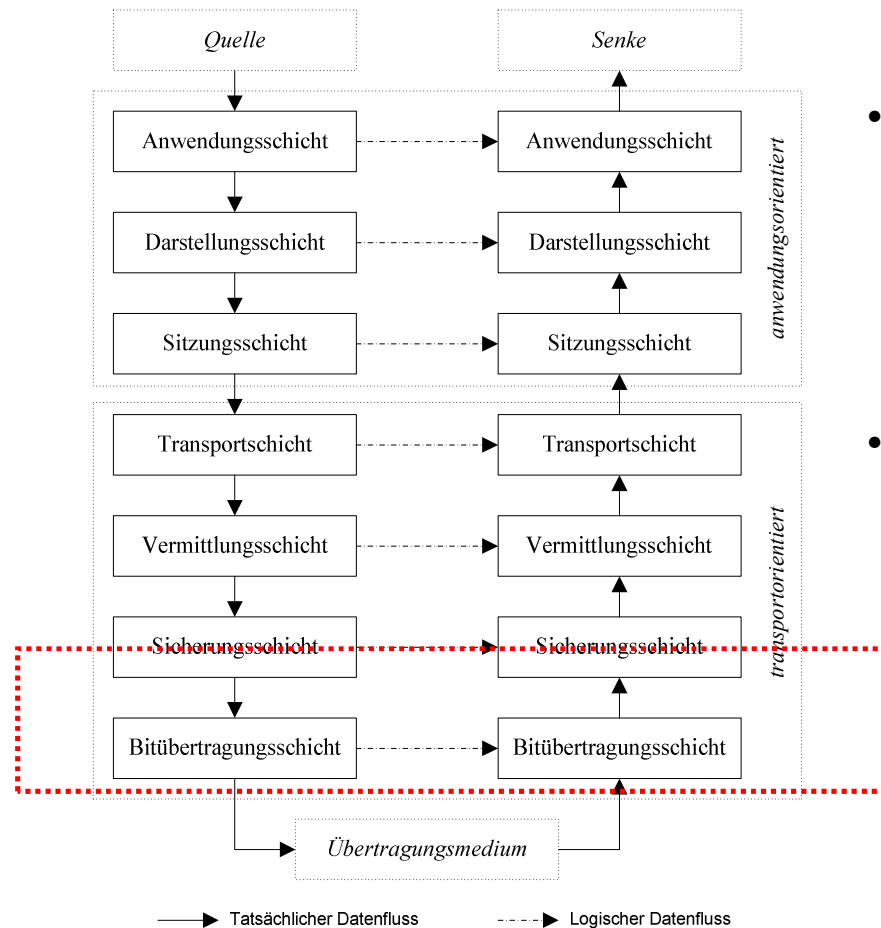 Quelle
Senke
Anwendungsschicht
Anwendungsschicht
Darstellungsschicht
Darstellungsschicht
Sitzungsschicht
Sitzungsschicht
anwendungsorientiert
Transportschicht
Transportschicht
Vermittlungsschicht
Vermittlungsschicht
Sicherungsschicht
Sicherungsschicht
Bitübertragungsschicht
Bitübertragungsschicht
transportorientiert
Übertragungsmedium
Tatsächlicher Datenfluss
Logischer Datenfluss